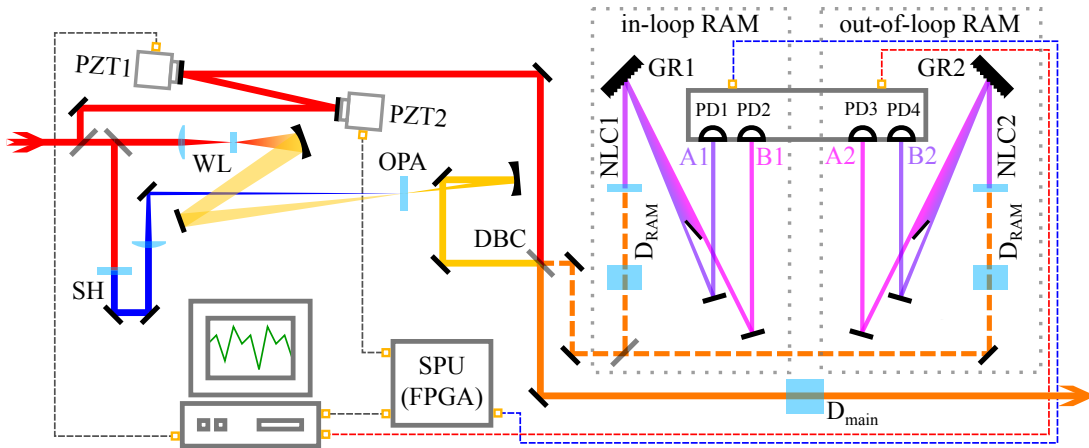 in-loop RAM
out-of-loop RAM
PZT1
GR1
GR2
PZT2
PD1
PD2
PD3
PD4
NLC1
NLC2
WL
OPA
A1
B1
A2
B2
DBC
D_RAM
D_RAM
SH
SPU
(FPGA)
D_main